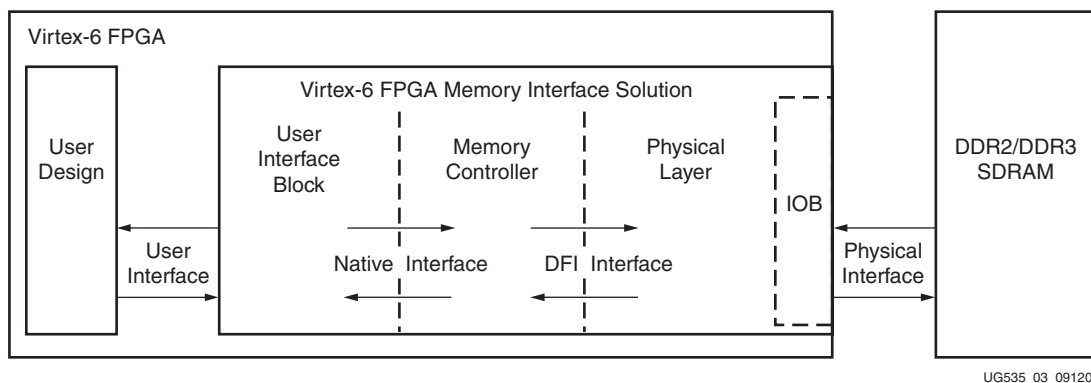 Virtex-6 FPGA
Virtex-6 FPGA Memory Interface Solution
User
Design
User
Interface
Block
Memory
Controller
Physical
Layer
IOB
DDR2/DDR3
SDRAM
User
Interface
Native Interface
DFI Interface
Physical
Interface
UG535_03_09120